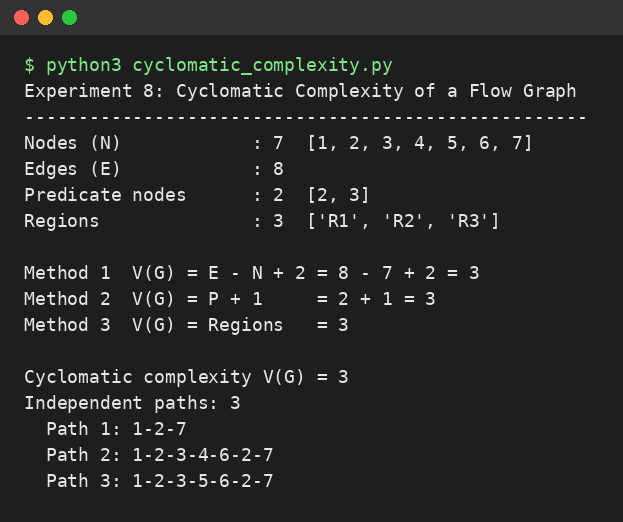 $ python3 cyclomatic_complexity.py
Experiment 8: Cyclomatic Complexity of a Flow Graph
----------------------------------------------------
Nodes (N)            : 7  [1, 2, 3, 4, 5, 6, 7]
Edges (E)            : 8
Predicate nodes      : 2  [2, 3]
Regions              : 3  ['R1', 'R2', 'R3']

Method 1  V(G) = E - N + 2 = 8 - 7 + 2 = 3
Method 2  V(G) = P + 1     = 2 + 1 = 3
Method 3  V(G) = Regions   = 3

Cyclomatic complexity V(G) = 3
Independent paths: 3
  Path 1: 1-2-7
  Path 2: 1-2-3-4-6-2-7
  Path 3: 1-2-3-5-6-2-7